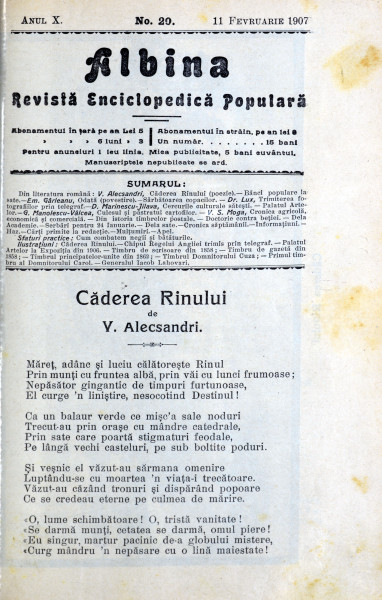 ANUL X.
No. 20.
11 FEVRUARIE 1907
Albina
Revistă Enciclopedică Populară
Abonamentul în țară pe an Lei 5
» » » 6 luni » 3
Abonamentul în străin, pe an lei 8
Un număr. . . . . . . . 15 bani
Pentru anunciuri 1 leu linia, Mica publicitate, 5 bani cuvântul,
Manuscriptele nepublicate se ard.
SUMARUL:
Din literatura română: V. Alecsandri, Căderea Rinului (poezie).—Bănci populare la
sate.—Em. Gârleanu, Odată (povestire).—Sărbătoarea copacilor.— Dr. Lux, Trimiterea fo-
tografiilor prin telegraf.—D. Marinescu-Jilava, Cercurile culturale sătești.— Palatul Arte-
lor.—G. Manolescu-Vâlcea, Culesul și păstratul cartofilor.— V. S. Moga, Cronica agricolă,
economică și comercială.—Din istoria timbrelor poștale.— Doctorie contra beției.—Dela
Academie.—Serbări pentru 24 Ianuarie.—Dela sate.—Cronica săptămânii.—Informațiuni.—
Haz.—Cărți primite la redacție.—Mulțumiri.—Apel.
Sfaturi practice: Cunoștinta unor negii și bătăturile.
Ilustrațiuni: Căderea Rinului.—Chipul Regelui Angliei trimis prin telegraf.— Palatul
Artelor la Expoziția din 1906.—Timbru de scrisoare din 1858.—Timbru de gazetă din
1858;—Timbrul principatelor-unite din 1862;—Timbrul Domnitorului Cuza;—Primul tim-
bru al Domnitorului Carol.—Generalul Iacob Lahovari.
Căderea Rinului
de
V. Alecsandri.
Măreț, adânc și luciu călătorește Rinul
Prin munți cu fruntea albă, prin văi cu lunci frumoase;
Nepăsător gingantic de timpuri furtunoase,
El curge 'n liniștire, nesocotind Destinul!
Ca un balaur verde ce mișc'a sale noduri
Trecut-au prin orașe cu mândre catedrale,
Prin sate care poartă stigmaturi feodale,
Pe lângă vechi casteluri, pe sub boltite poduri.
Și veșnic el văzut-au sărmana omenire
Luptându-se cu moartea 'n viața-i trecătoare.
Văzut-au căzând tronuri și dispărând popoare
Ce se credeau eterne pe culmea de mărire.
«O, lume schimbătoare! O, tristă vanitate!
«Se darmă munți, cetatea se darmă, omul piere!
«Eu singur, martur pacinic de-a globului mistere,
«Curg mândru 'n nepăsare cu o lină maiestate!